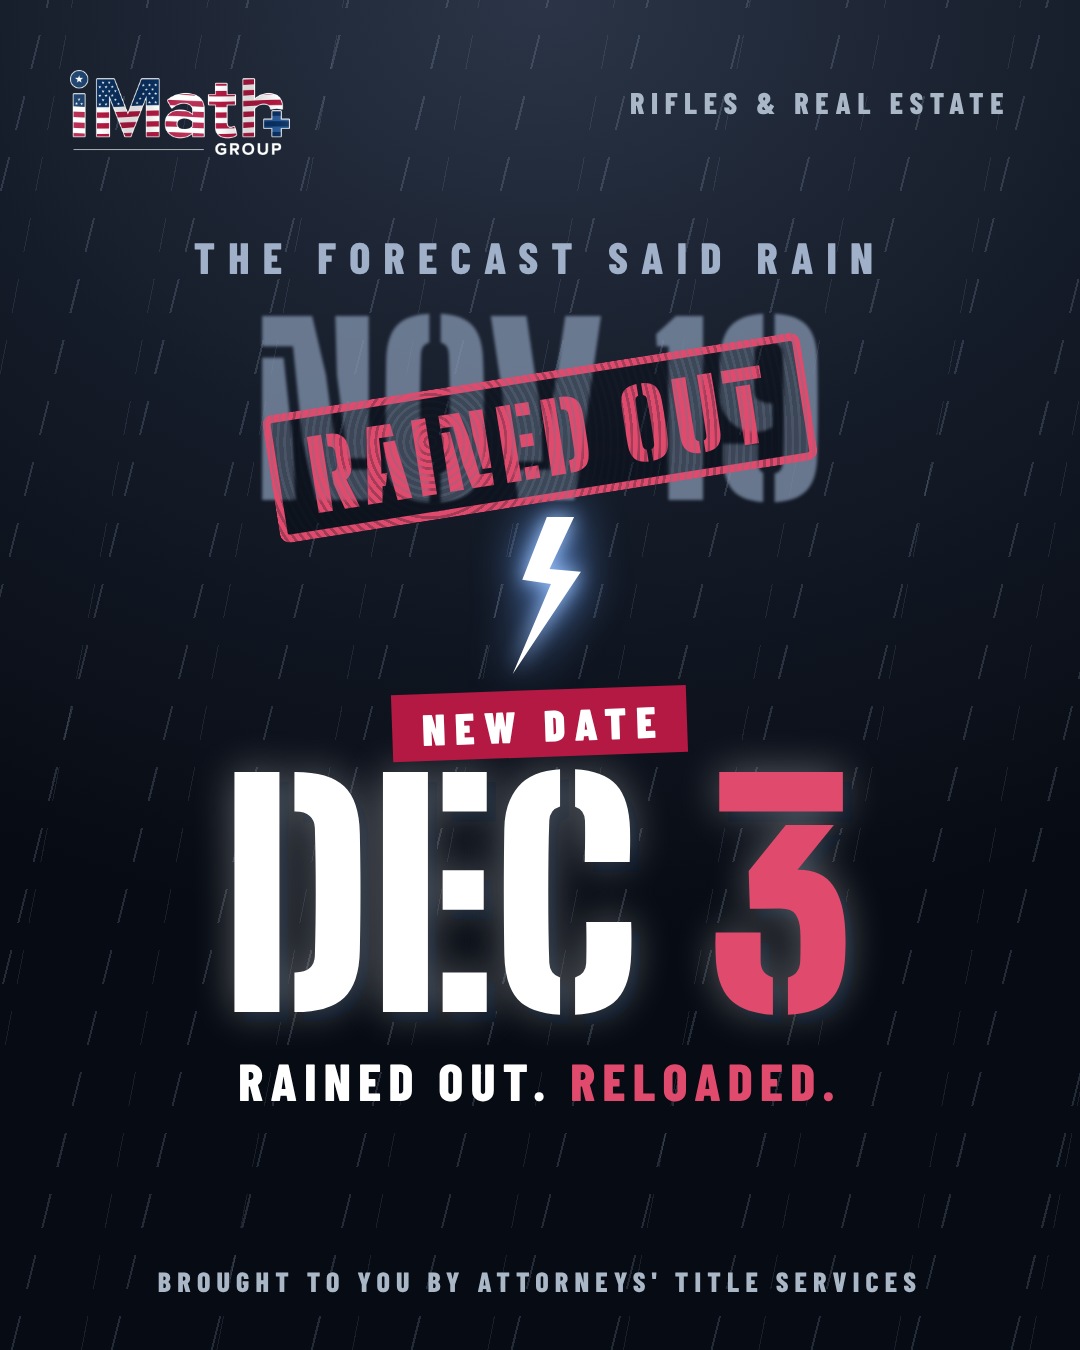 iMath
GROUP
RIFLES & REAL ESTATE
THE FORECAST SAID RAIN
NOV 19
RAINED OUT
NEW DATE
DEC 3
RAINED OUT. RELOADED.
BROUGHT TO YOU BY ATTORNEYS' TITLE SERVICES